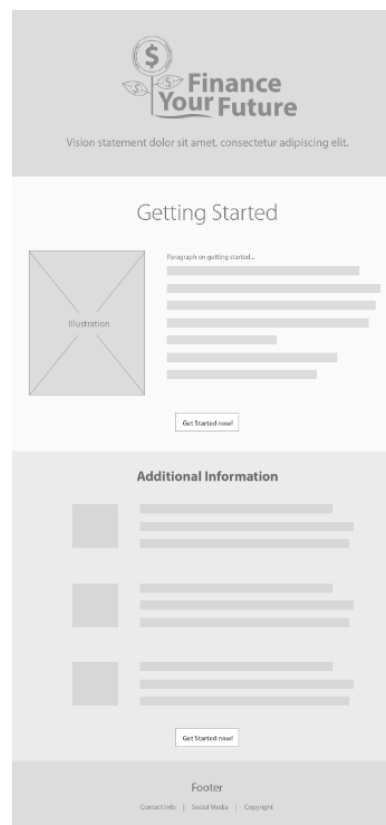 $
$ $
Finance
Your Future
Vision statement dolor sit amet, consectetur adipiscing elit.
Getting Started
Illustration
Paragraph on getting started...
Get Started now!
Additional Information
Get Started now!
Footer
Contact Info | Social Media | Copyright